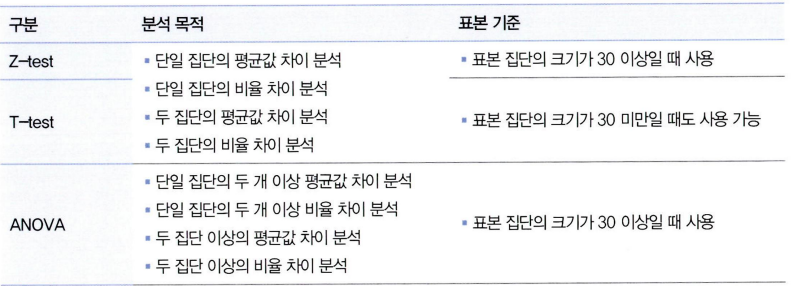 구분 분석 목적 표본 기준
Z-test ▪ 단일 집단의 평균값 차이 분석 ▪ 표본 집단의 크기가 30 이상일 때 사용
▪ 단일 집단의 비율 차이 분석
T-test ▪ 두 집단의 평균값 차이 분석 ▪ 표본 집단의 크기가 30 미만일 때도 사용 가능
▪ 두 집단의 비율 차이 분석
▪ 단일 집단의 두 개 이상 평균값 차이 분석
▪ 단일 집단의 두 개 이상 비율 차이 분석
ANOVA ▪ 표본 집단의 크기가 30 이상일 때 사용
▪ 두 집단 이상의 평균값 차이 분석
▪ 두 집단 이상의 비율 차이 분석